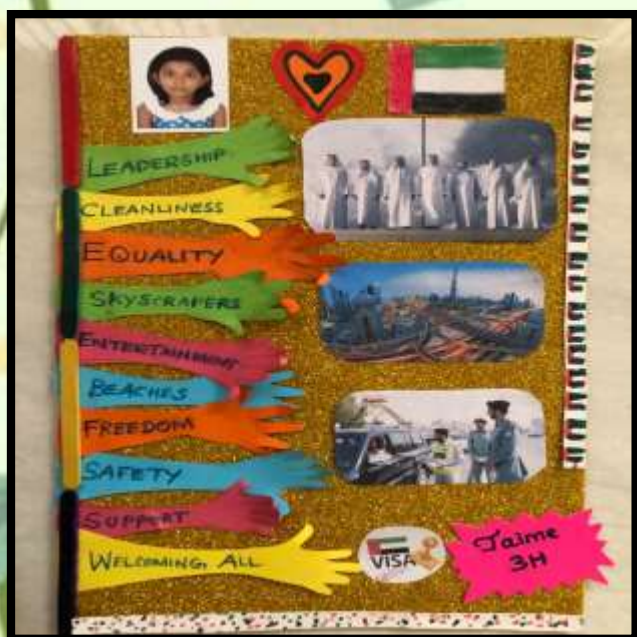 LEADERSHIP
CLEANLINESS
EQUALITY
SKYSCRAPERS
ENTERTAINMENT
BEACHES
FREEDOM
SAFETY
SUPPORT
WELCOMING, ALL
VISA
Jaime
3H